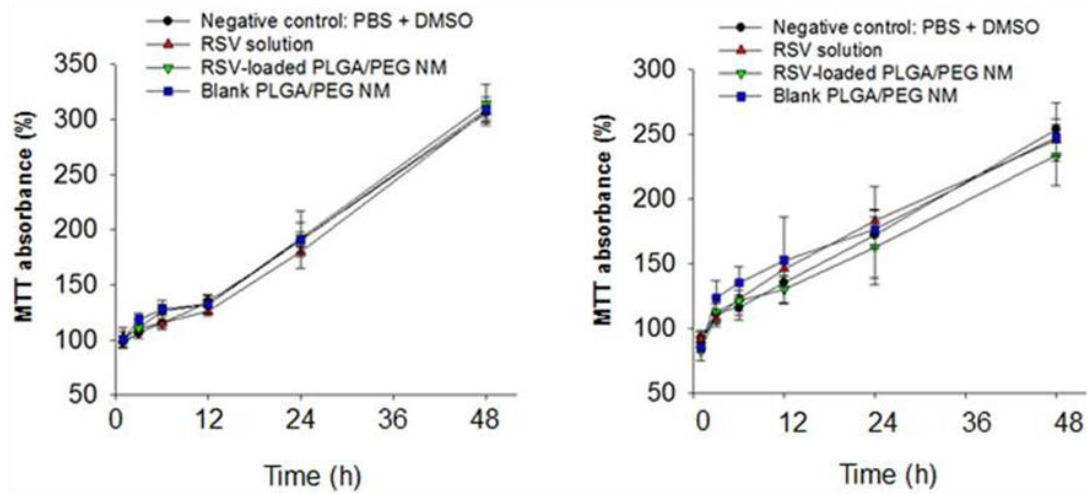 Negative control: PBS + DMSO
RSV solution
RSV-loaded PLGA/PEG NM
Blank PLGA/PEG NM
350
300
250
200
150
100
50
MTT absorbance (%)
0 12 24 36 48
Time (h)
Negative control: PBS + DMSO
RSV solution
RSV-loaded PLGA/PEG NM
Blank PLGA/PEG NM
300
250
200
150
100
50
MTT absorbance (%)
0 12 24 36 48
Time (h)